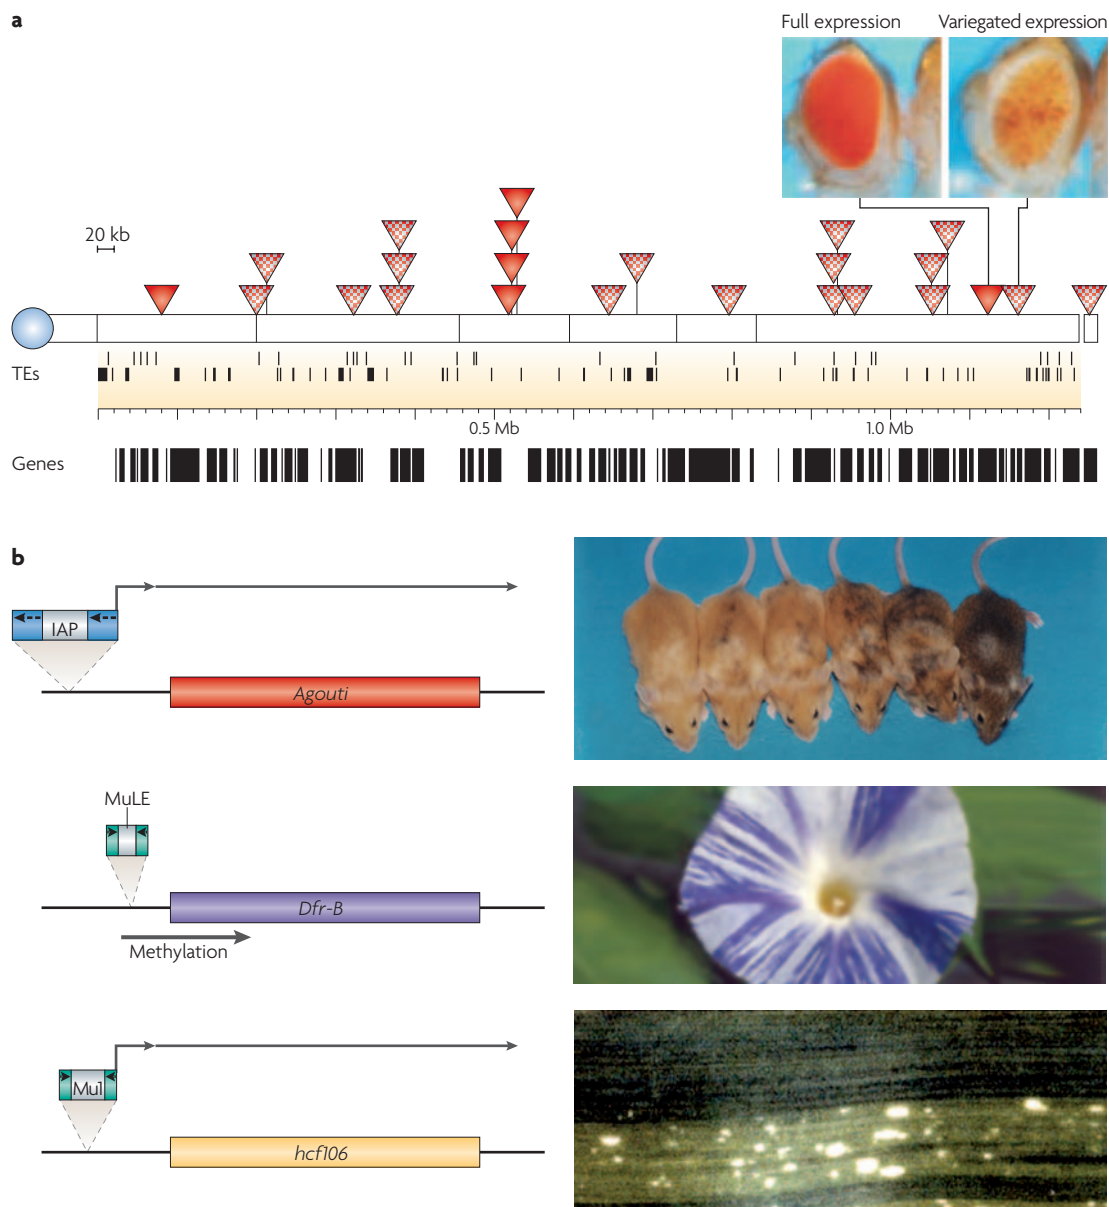 a
Full expression
Variegated expression
20 kb
TEs
0.5 Mb
1.0 Mb
Genes
b
IAP
Agouti
MuLE
Dfr-B
Methylation
Mu1
hcf106